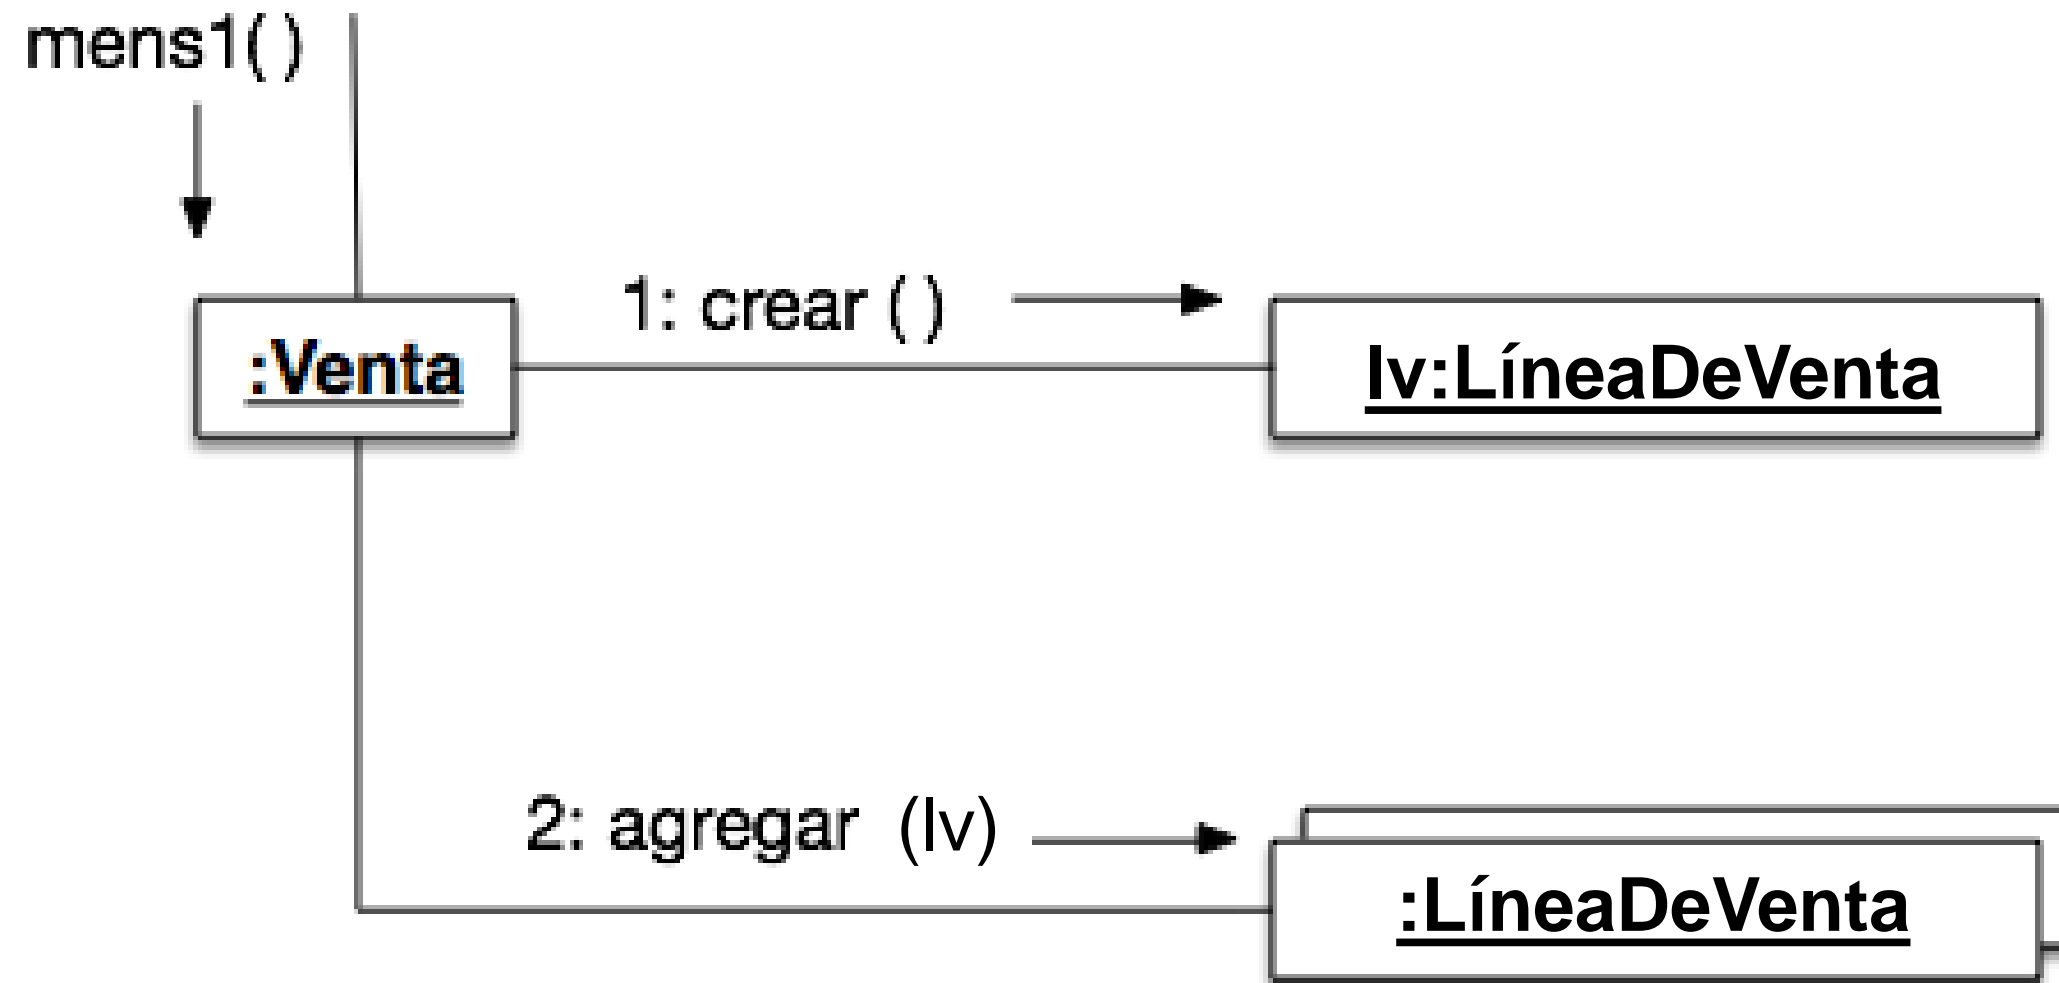 mens1( )
1: crear ( )
:Venta
lv:LíneaDeVenta
2: agregar (lv)
:LíneaDeVenta